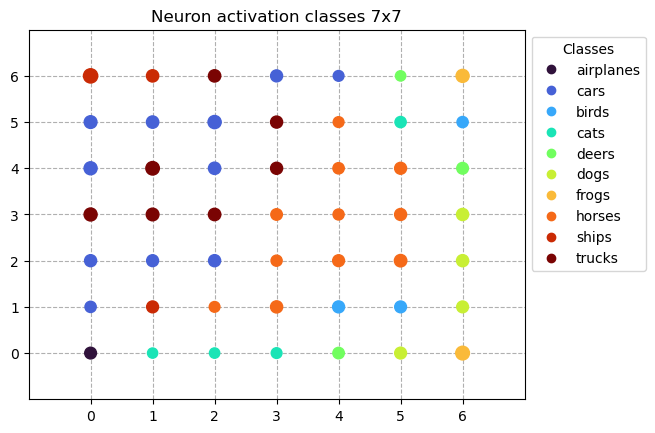 Neuron activation classes 7x7
Classes
airplanes
cars
birds
cats
deers
dogs
frogs
horses
ships
trucks
6
5
4
3
2
1
0
0 1 2 3 4 5 6